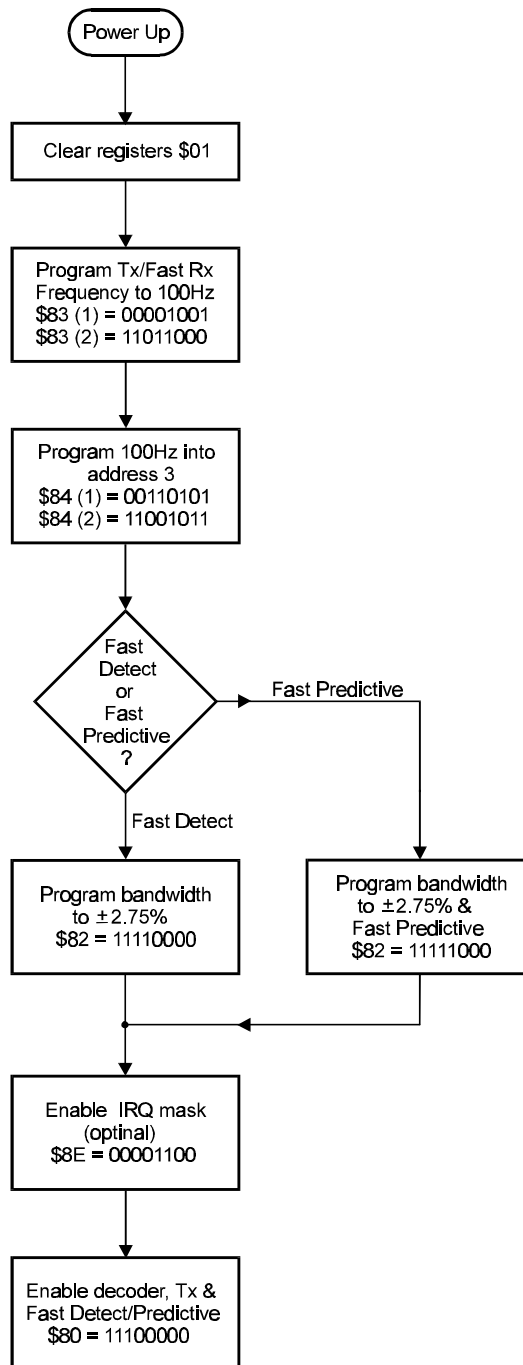 Power Up
Clear registers $01
Program Tx/Fast Rx
Frequency to 100Hz
$83 (1) = 00001001
$83 (2) = 11011000
Program 100Hz into
address 3
$84 (1) = 00110101
$84 (2) = 11001011
Fast
Detect
or
Fast
Predictive
?
Fast Predictive
Fast Detect
Program bandwidth
to ±2.75%
$82 = 11110000
Program bandwidth
to ±2.75% &
Fast Predictive
$82 = 11111000
Enable IRQ mask
(optinal)
$8E = 00001100
Enable decoder, Tx &
Fast Detect/Predictive
$80 = 11100000